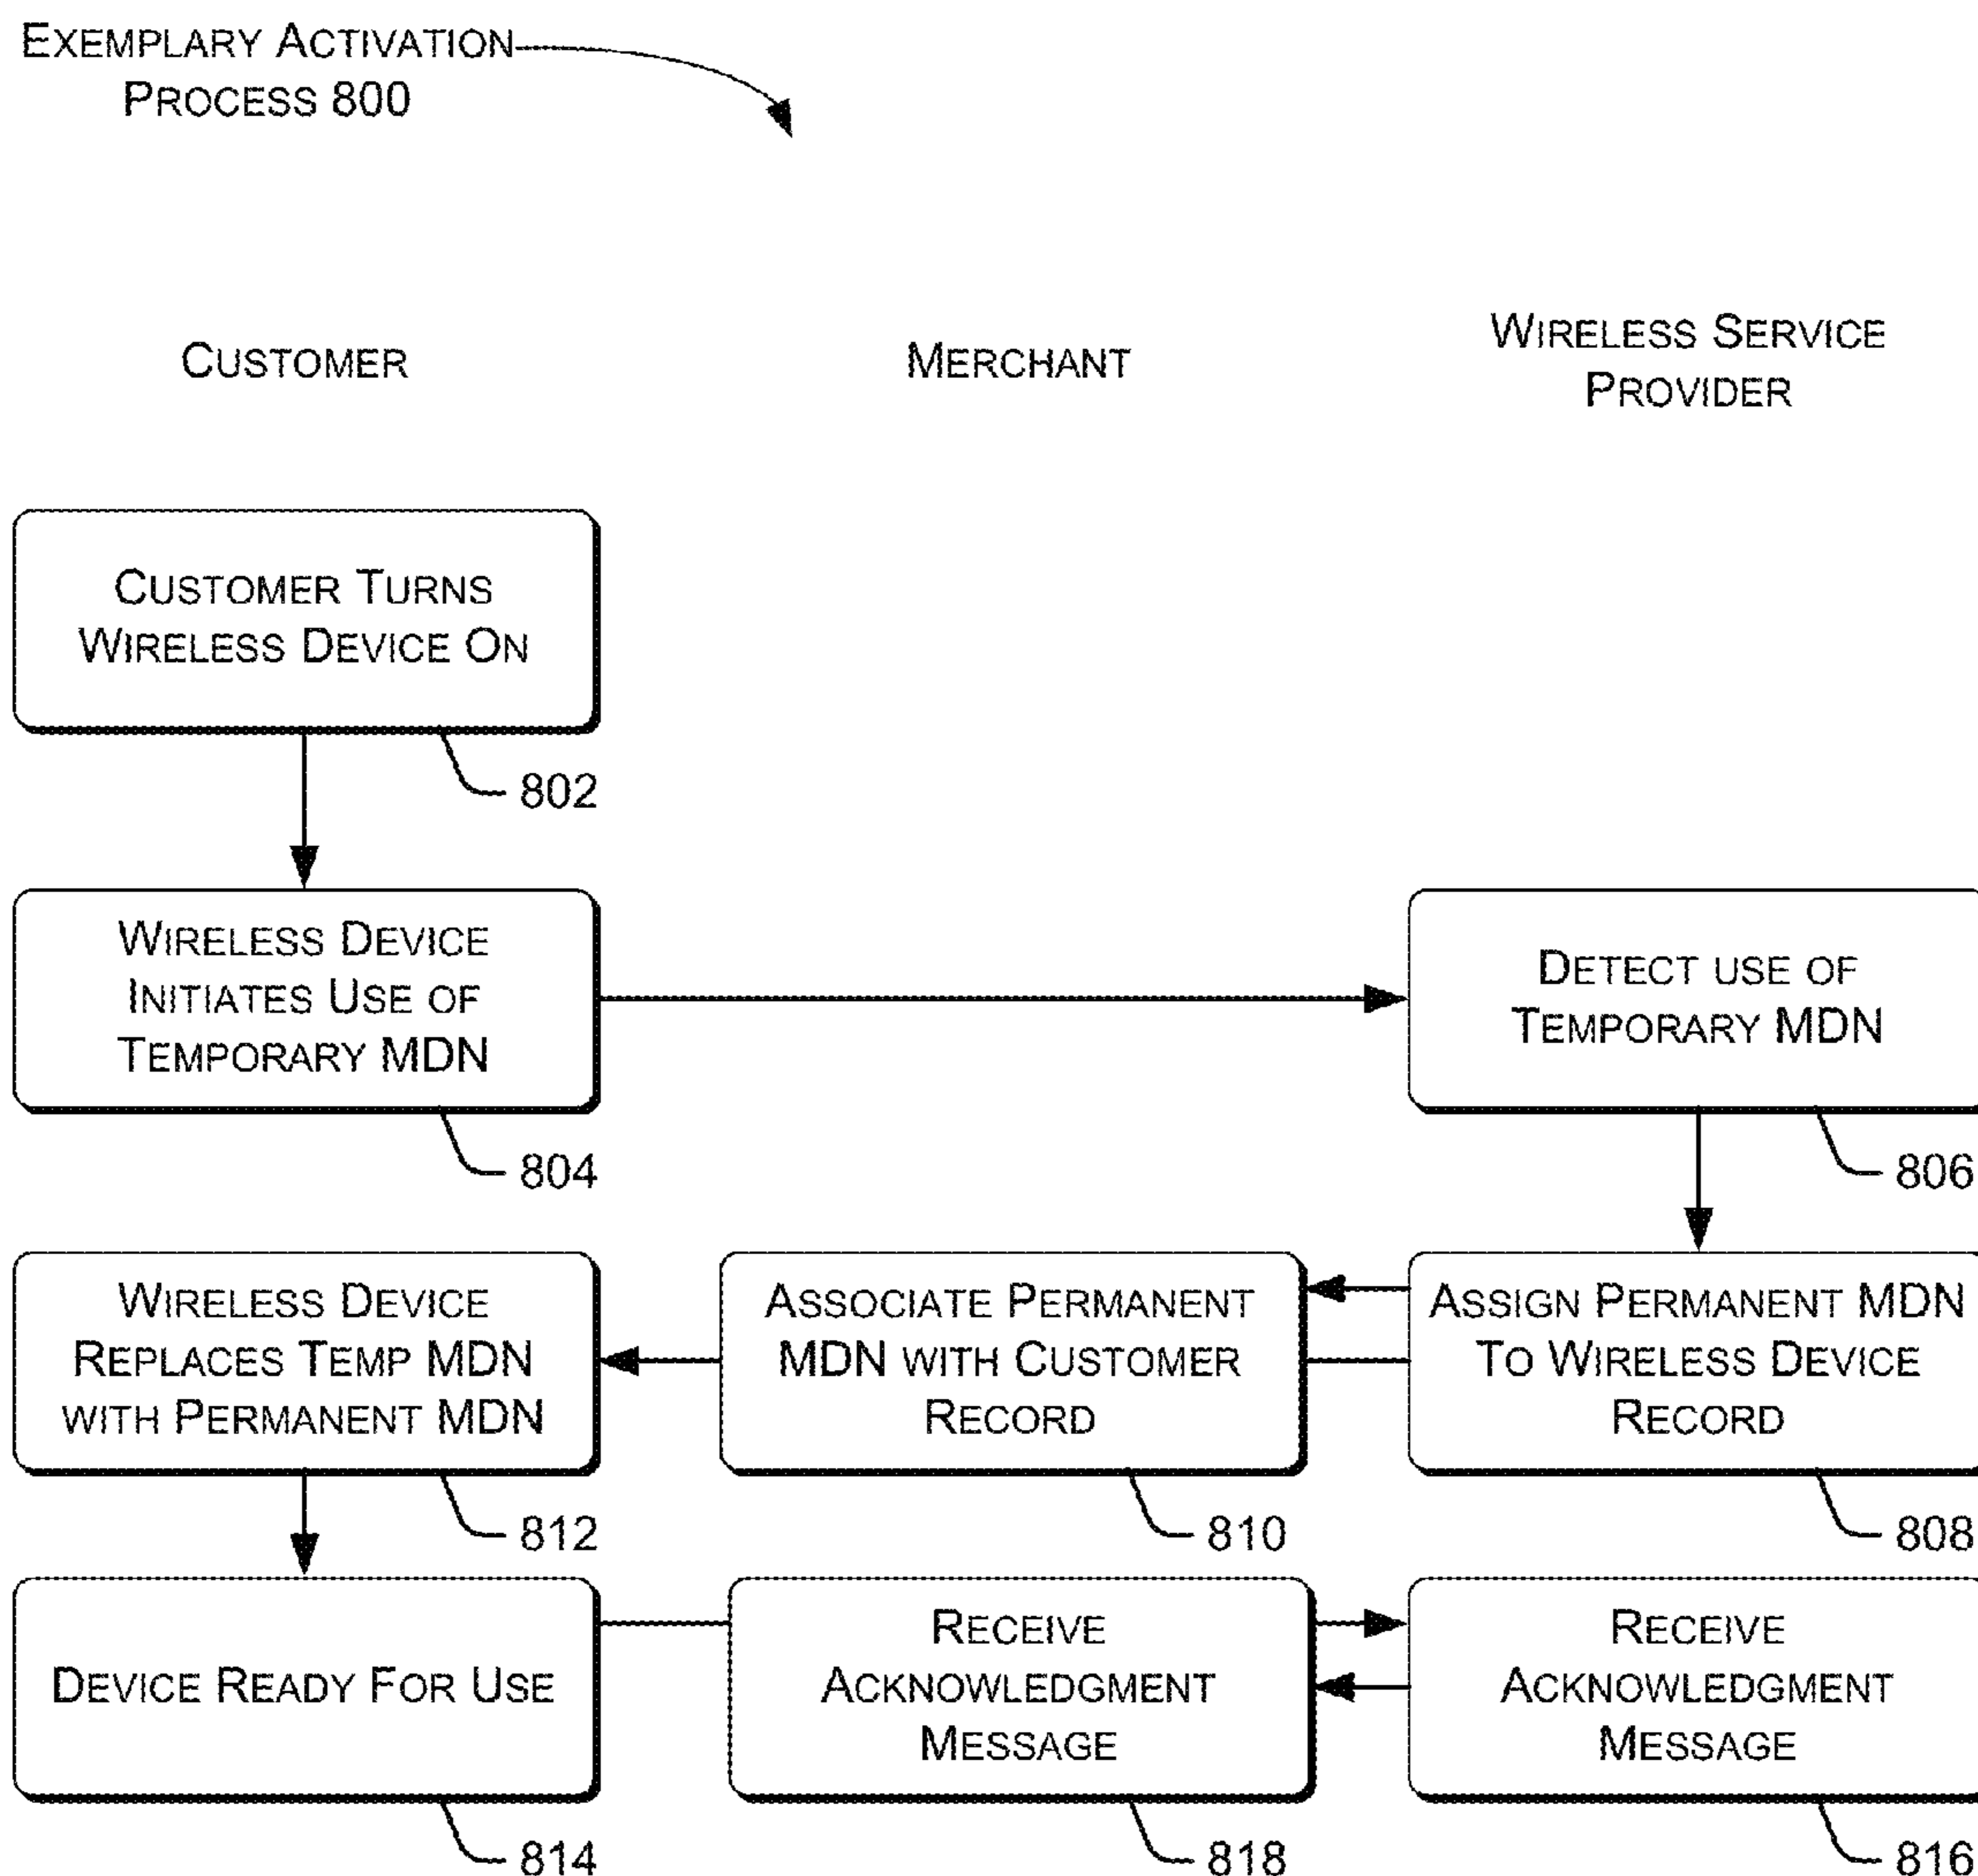 EXEMPLARY ACTIVATION
PROCESS 800
CUSTOMER
MERCHANT
WIRELESS SERVICE
PROVIDER
CUSTOMER TURNS
WIRELESS DEVICE ON
802
WIRELESS DEVICE
INITIATES USE OF
TEMPORARY MDN
804
DETECT USE OF
TEMPORARY MDN
806
WIRELESS DEVICE
REPLACES TEMP MDN
WITH PERMANENT MDN
812
ASSOCIATE PERMANENT
MDN WITH CUSTOMER
RECORD
810
ASSIGN PERMANENT MDN
TO WIRELESS DEVICE
RECORD
808
DEVICE READY FOR USE
814
RECEIVE
ACKNOWLEDGMENT
MESSAGE
818
RECEIVE
ACKNOWLEDGMENT
MESSAGE
816